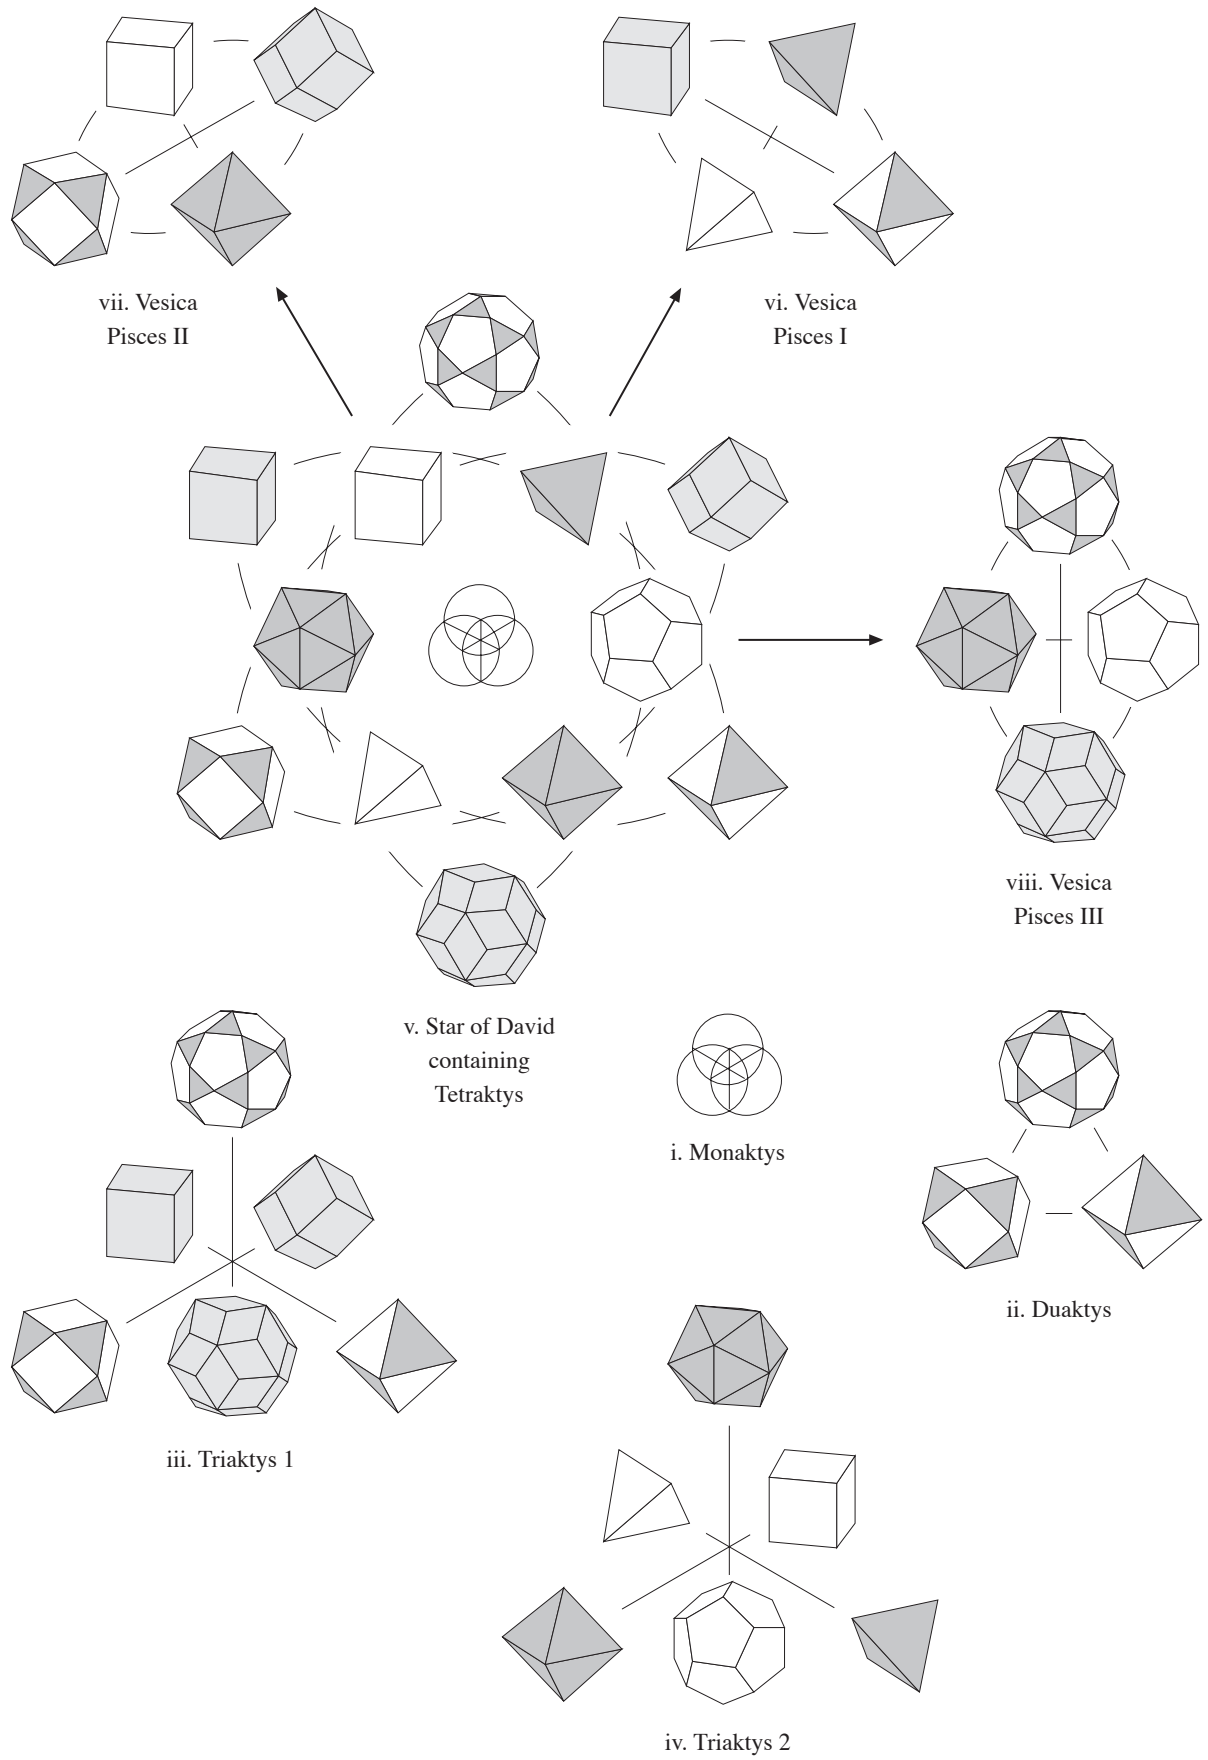 vii. Vesica
Pisces II
vi. Vesica
Pisces I
viii. Vesica
Pisces III
v. Star of David
containing
Tetraktys
i. Monaktys
ii. Duaktys
iii. Triaktys 1
iv. Triaktys 2